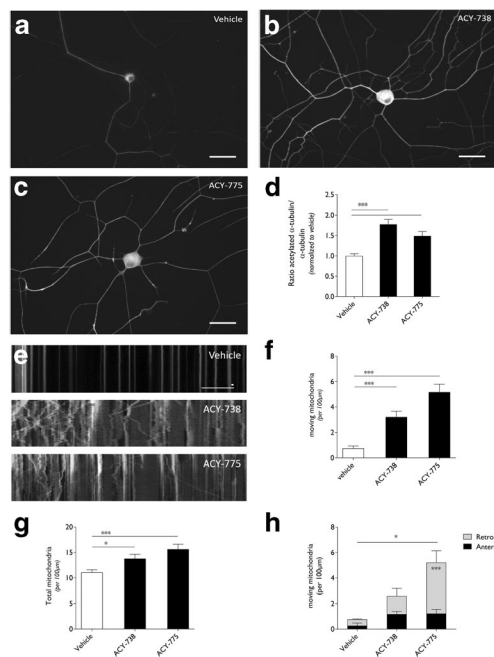 a
Vehicle
b
ACY-738
c
ACY-775
d
Ratio acetylated α-tubulin/
α-tubulin
(normalized to vehicle)
2.5
2.0
1.5
1.0
0.5
0.0
***
Vehicle
ACY-738
ACY-775
e
Vehicle
ACY-738
ACY-775
f
moving mitochondria
(per 100µm)
8
6
4
2
0
***
***
vehicle
ACY-738
ACY-775
g
Total mitochondria
(per 100µm)
20
15
10
5
0
***
*
Vehicle
ACY-738
ACY-775
h
moving mitochondria
(per 100µm)
8
6
4
2
0
*
***
Retro
Anter
Vehicle
ACY-738
ACY-775